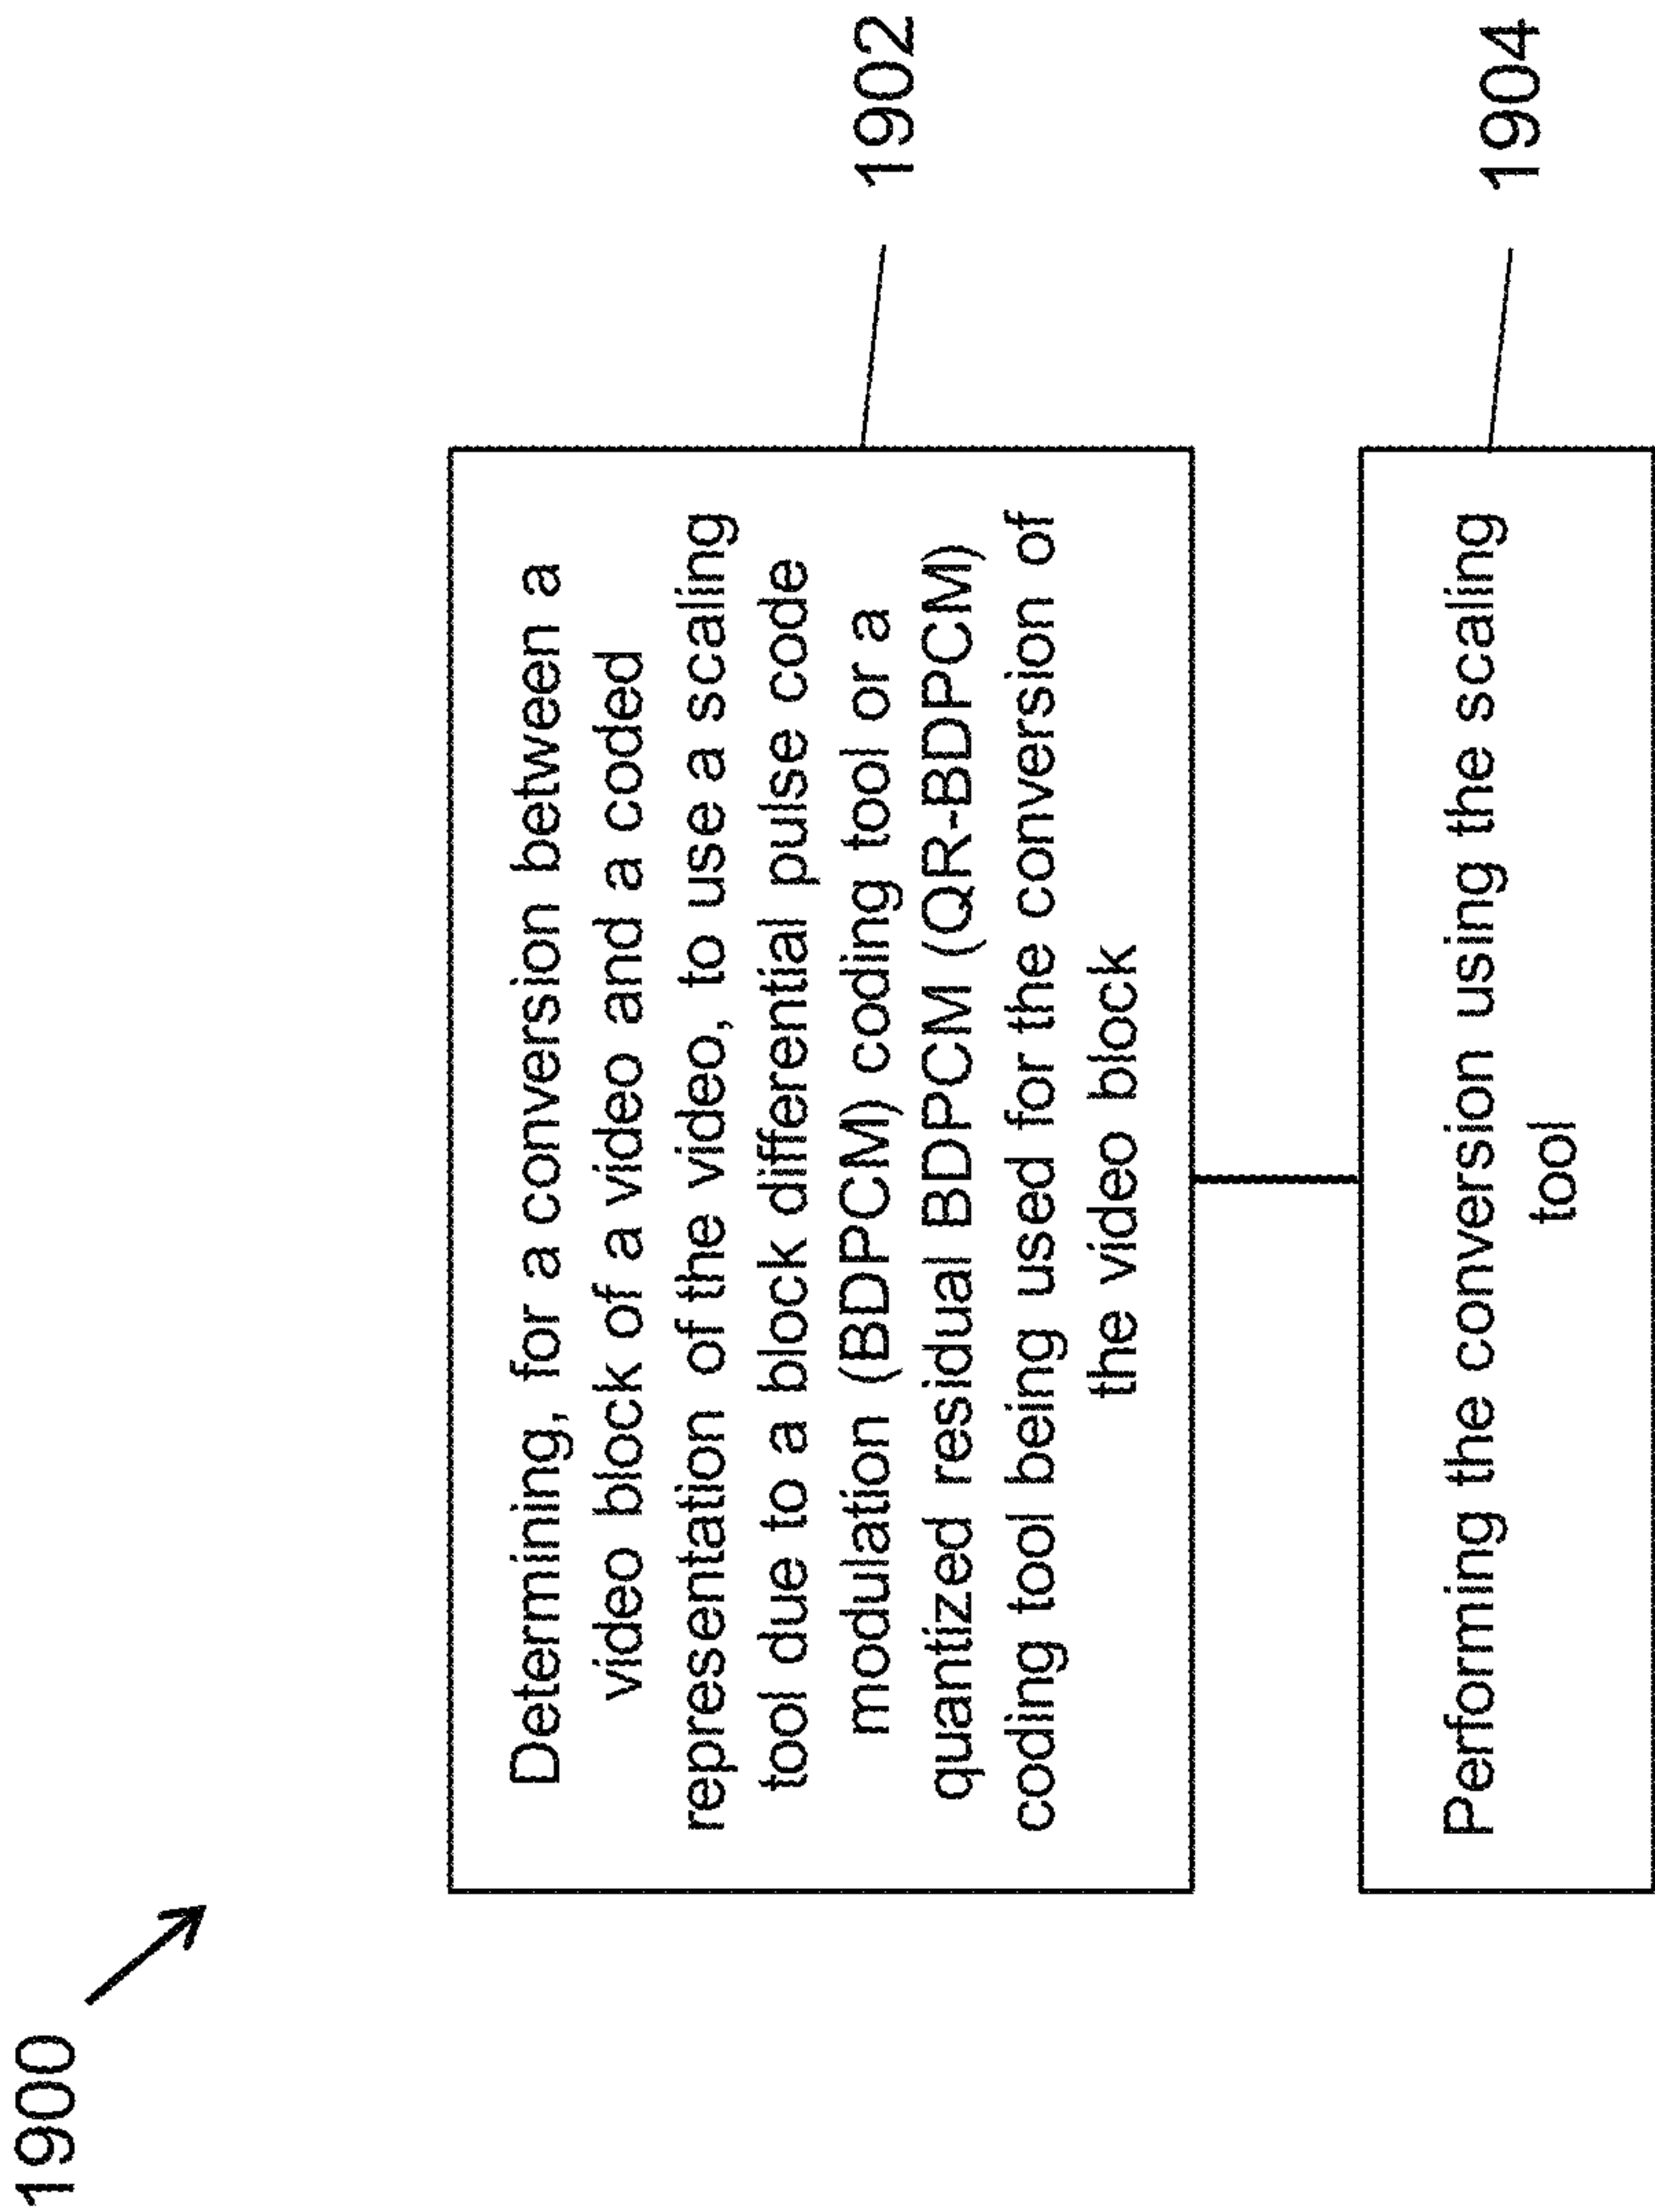 1900
Determining, for a conversion between a
video block of a video and a coded
representation of the video, to use a scaling
tool due to a block differential pulse code
modulation (BDPCM) coding tool or a
quantized residual BDPCM (QR-BDPCM)
coding tool being used for the conversion of
the video block
1902
Performing the conversion using the scaling
tool
1904